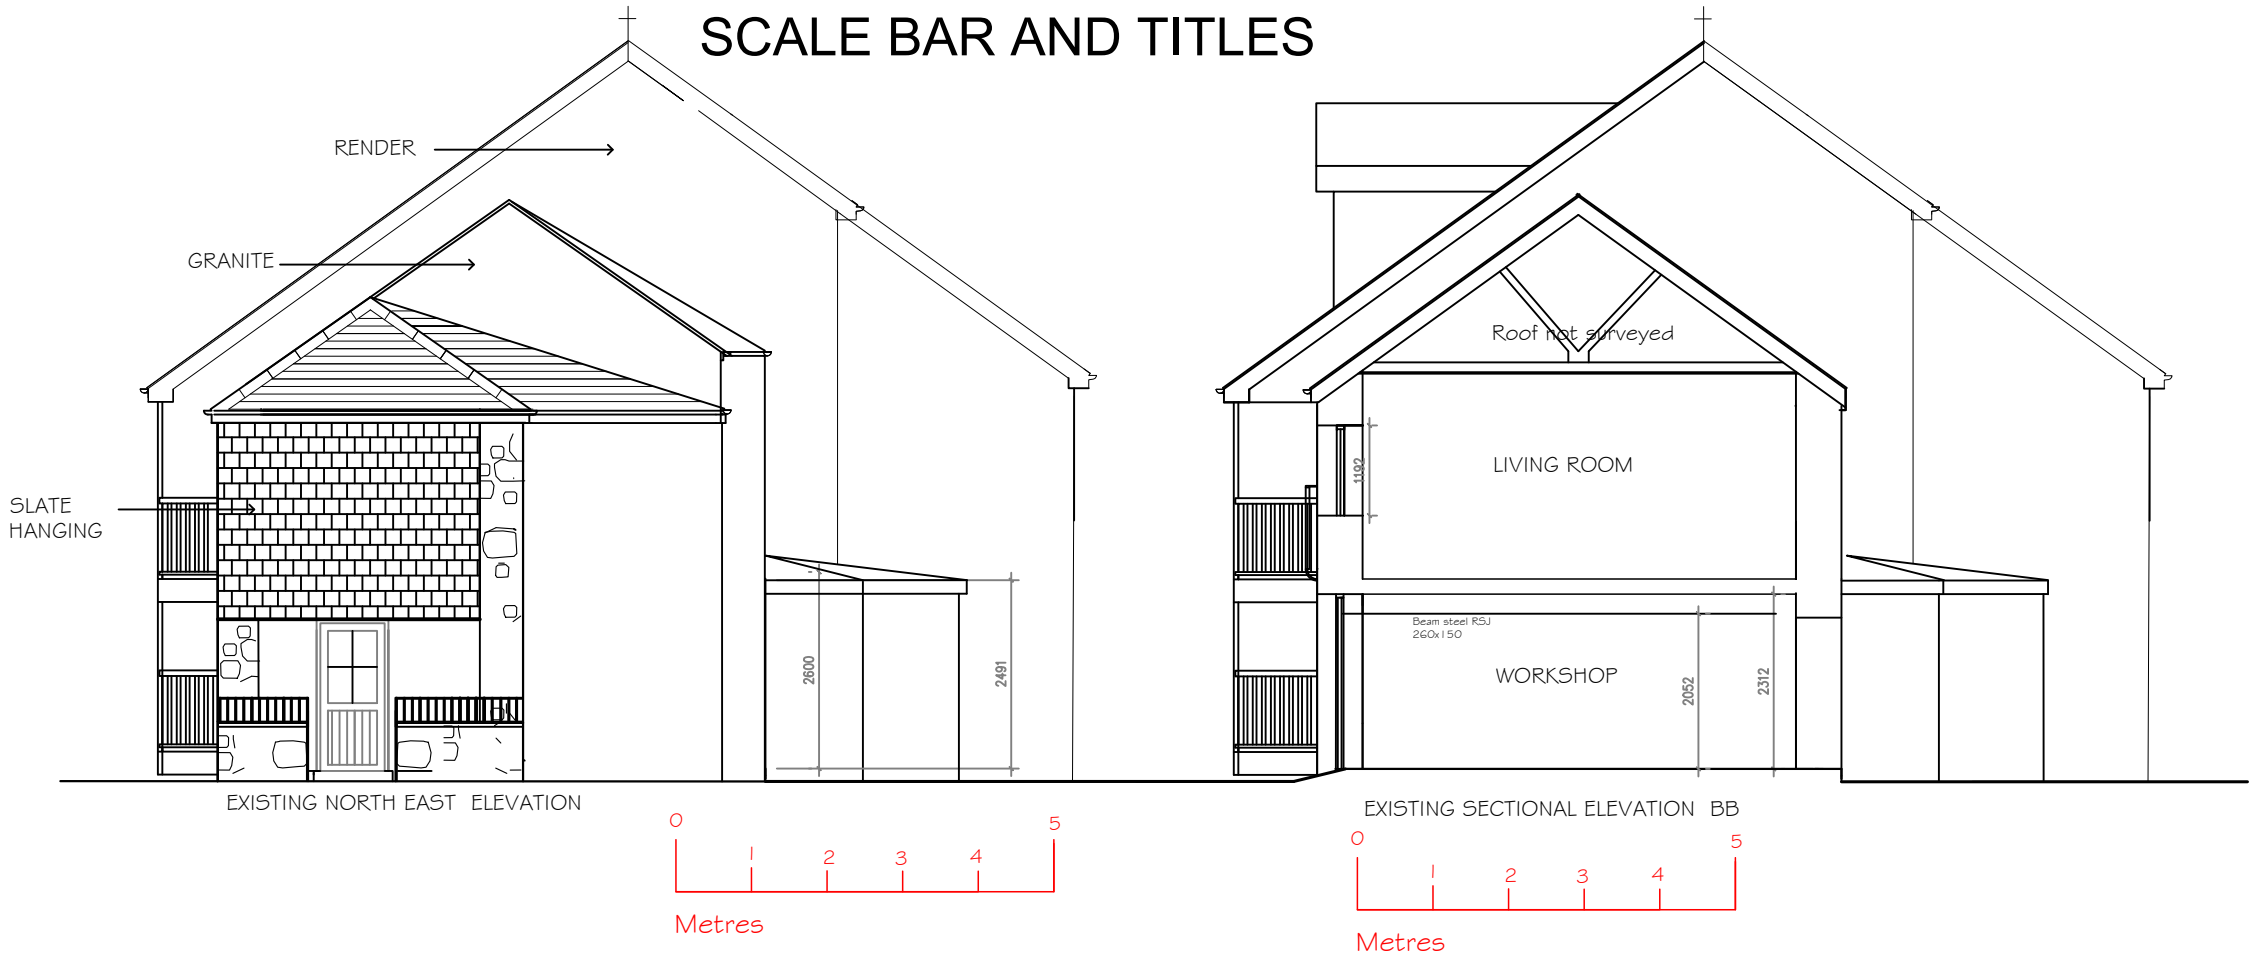 SCALE BAR AND TITLES
RENDER
GRANITE
SLATE
HANGING
2600
2491
EXISTING NORTH EAST ELEVATION
0
1
2
3
4
5
Metres
Roof not surveyed
1192
LIVING ROOM
Beam steel RSJ
260x150
WORKSHOP
2052
2312
EXISTING SECTIONAL ELEVATION BB
0
1
2
3
4
5
Metres